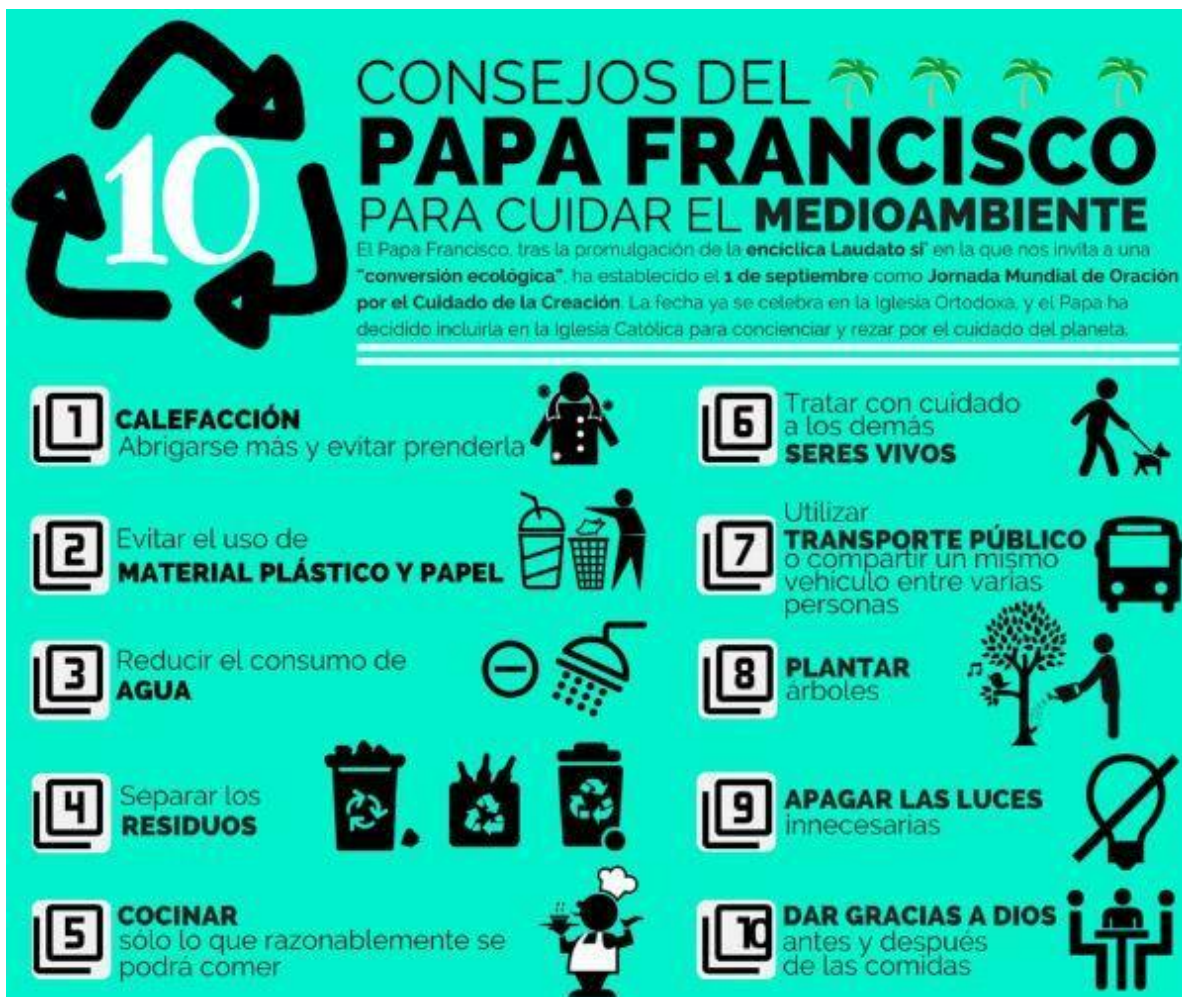 10
CONSEJOS DEL
PAPA FRANCISCO
PARA CUIDAR EL MEDIOAMBIENTE
El Papa Francisco, tras la promulgación de la encíclica Laudato si' en la que nos invita a una
"conversión ecológica", ha establecido el 1 de septiembre como Jornada Mundial de Oración
por el Cuidado de la Creación. La fecha ya se celebra en la Iglesia Ortodoxa, y el Papa ha
decidido incluirla en la Iglesia Católica para concienciar y rezar por el cuidado del planeta.
1
CALEFACCIÓN
Abrigarse más y evitar prenderla
2
Evitar el uso de
MATERIAL PLÁSTICO Y PAPEL
3
Reducir el consumo de
AGUA
4
Separar los
RESIDUOS
5
COCINAR
sólo lo que razonablemente se
podrá comer
6
Tratar con cuidado
a los demás
SERES VIVOS
7
Utilizar
TRANSPORTE PÚBLICO
o compartir un mismo
vehículo entre varias
personas
8
PLANTAR
árboles
9
APAGAR LAS LUCES
innecesarias
10
DAR GRACIAS A DIOS
antes y después
de las comidas